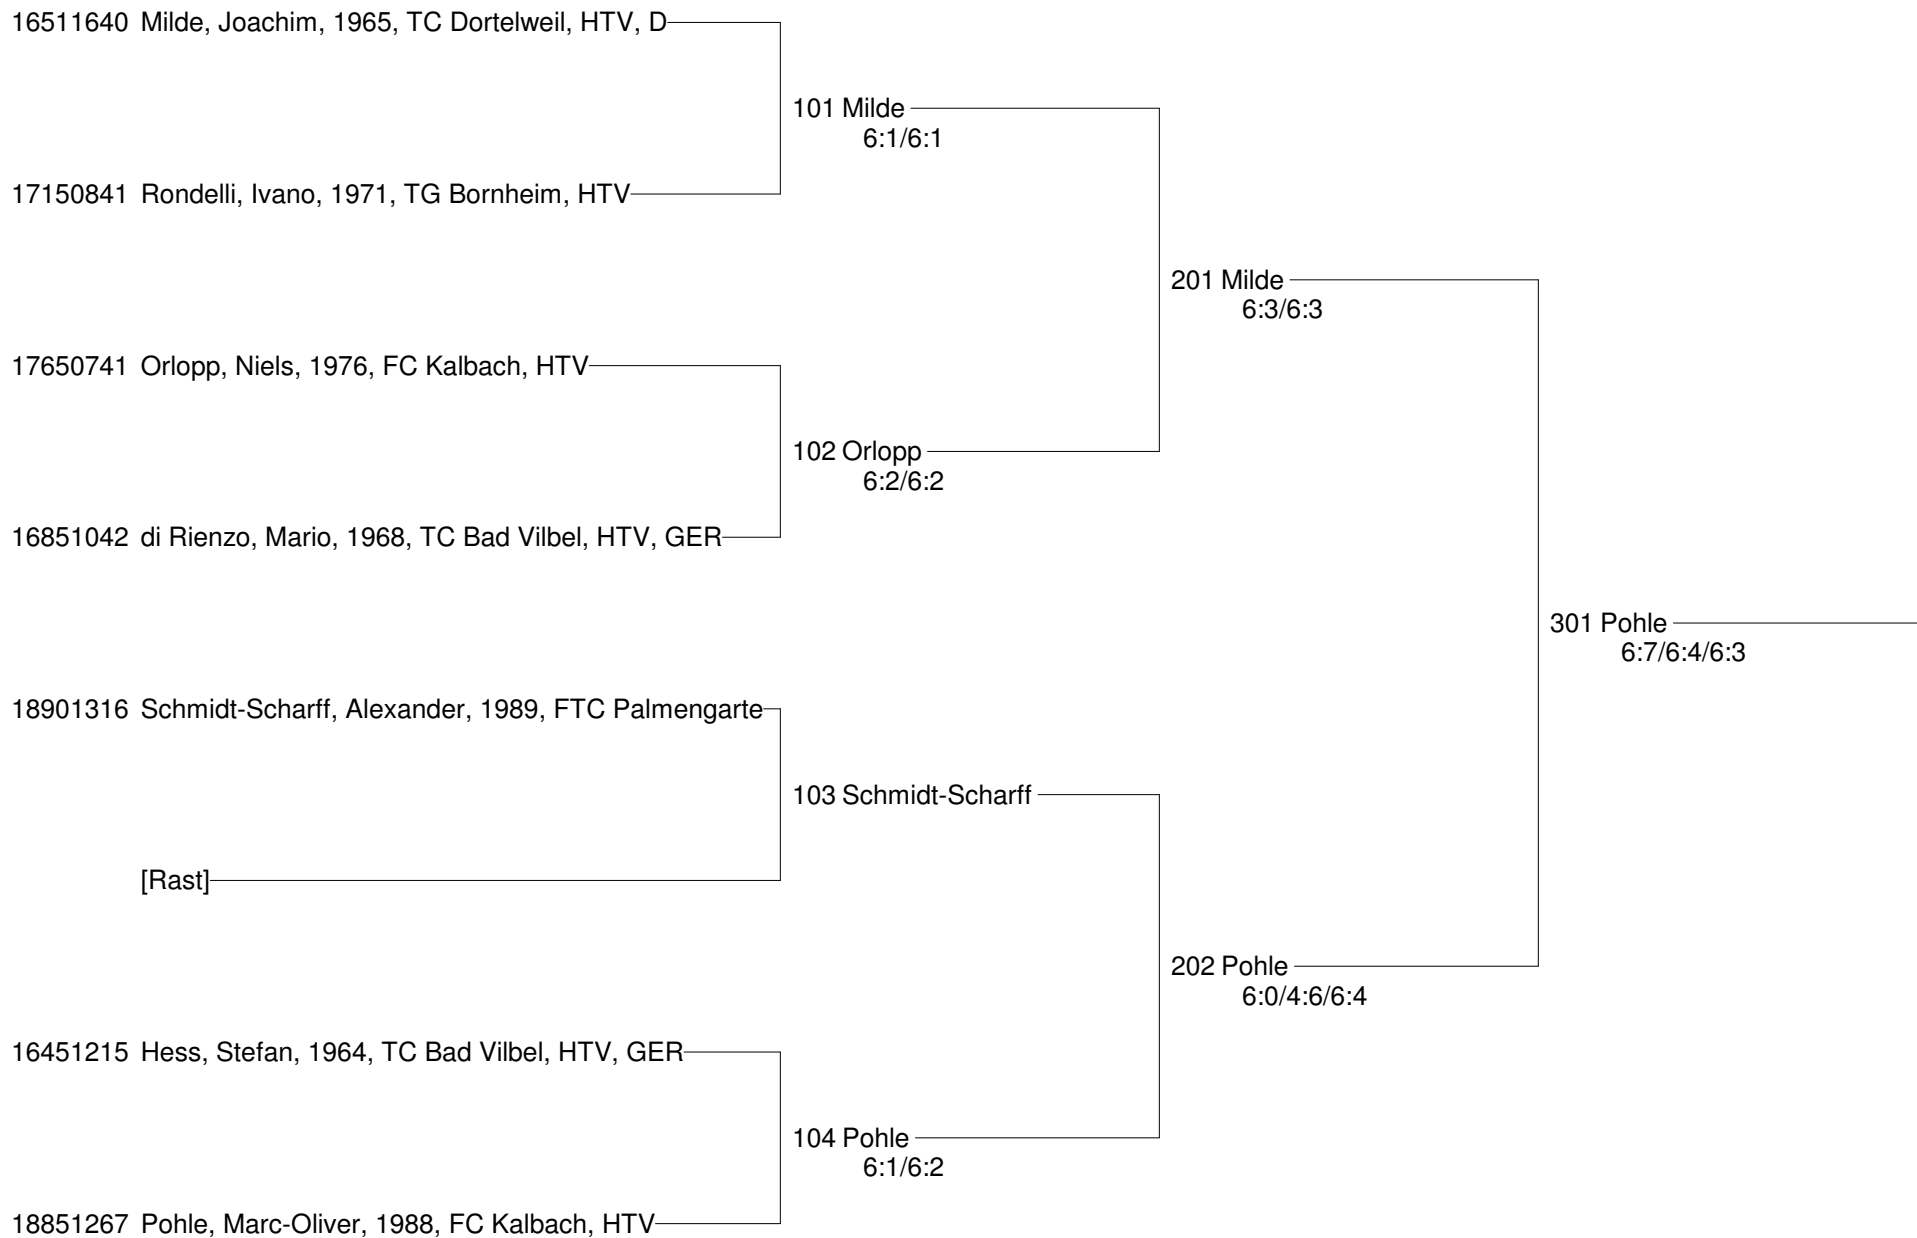 16511640 Milde, Joachim, 1965, TC Dortelweil, HTV, D
101 Milde
6:1/6:1
17150841 Rondelli, Ivano, 1971, TG Bornheim, HTV
201 Milde
6:3/6:3
17650741 Orlopp, Niels, 1976, FC Kalbach, HTV
102 Orlopp
6:2/6:2
16851042 di Rienzo, Mario, 1968, TC Bad Vilbel, HTV, GER
301 Pohle
6:7/6:4/6:3
18901316 Schmidt-Scharff, Alexander, 1989, FTC Palmengarte
103 Schmidt-Scharff
[Rast]
202 Pohle
6:0/4:6/6:4
16451215 Hess, Stefan, 1964, TC Bad Vilbel, HTV, GER
104 Pohle
6:1/6:2
18851267 Pohle, Marc-Oliver, 1988, FC Kalbach, HTV